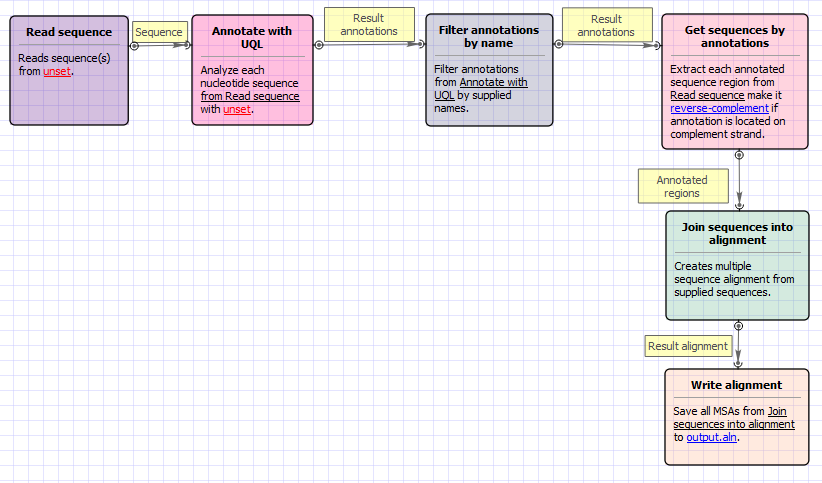 Read sequence
Reads sequence(s)
from unset.
Sequence
Annotate with
UQL
Analyze each
nucleotide sequence
from Read sequence
with unset.
Result
annotations
Filter annotations
by name
Filter annotations
from Annotate with
UQL by supplied
names.
Result
annotations
Get sequences by
annotations
Extract each annotated
sequence region from
Read sequence make it
reverse-complement if
annotation is located on
complement strand.
Annotated
regions
Join sequences into
alignment
Creates multiple
sequence alignment from
supplied sequences.
Result alignment
Write alignment
Save all MSAs from Join
sequences into alignment
to output.aln.